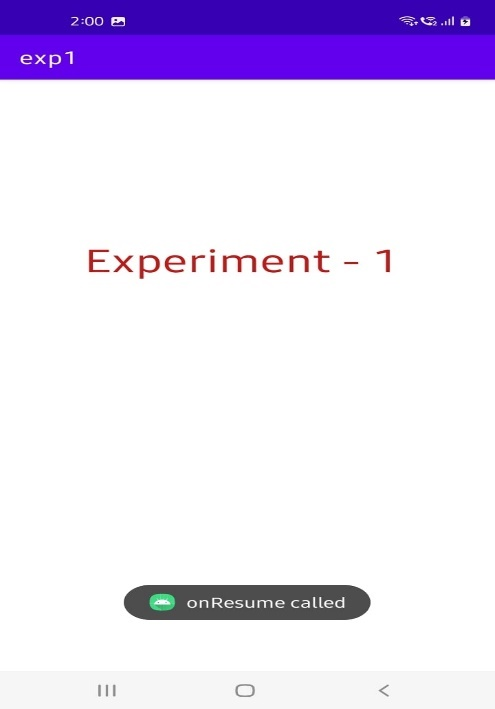 2:00
exp1
Experiment - 1
onResume called